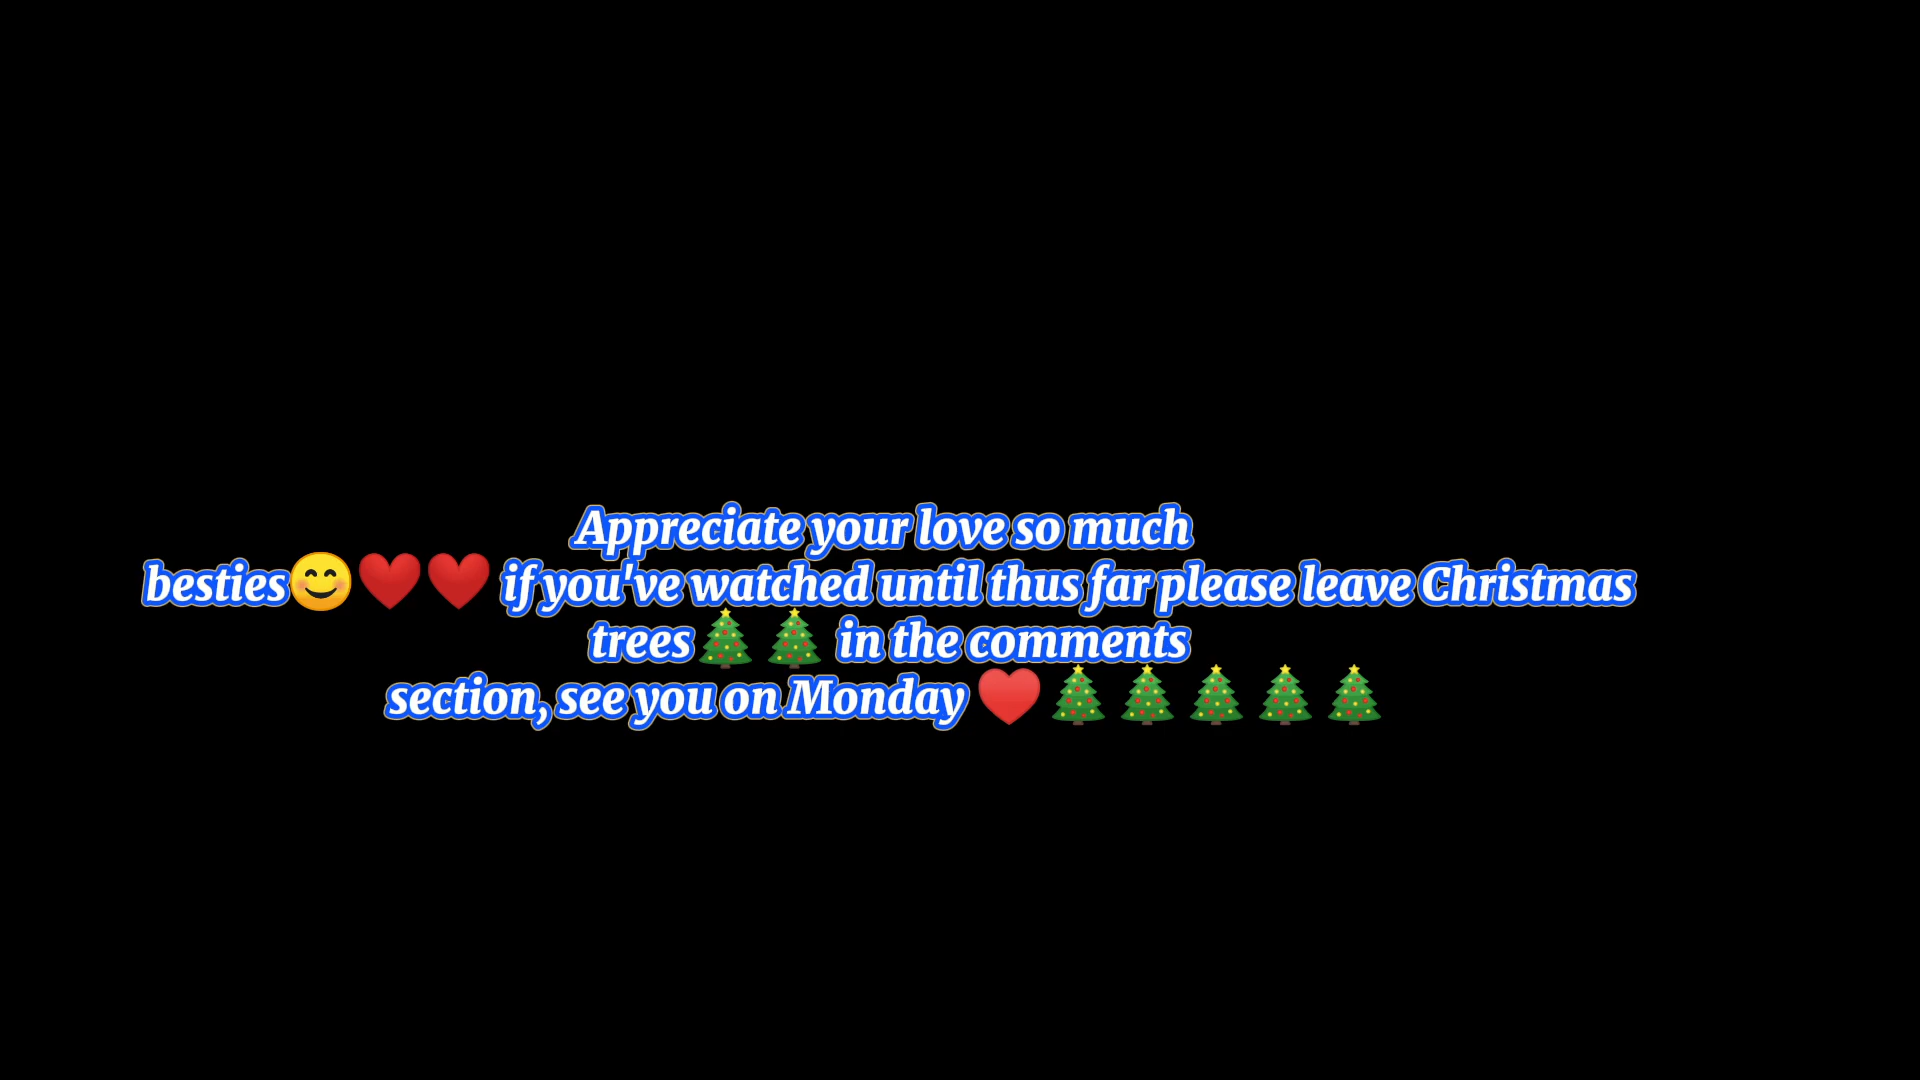 Appreciate your love so much
besties😊❤️❤️ if you've watched until thus far please leave Christmas
trees🎄🎄 in the comments
section, see you on Monday ♥️🎄🎄🎄🎄🎄